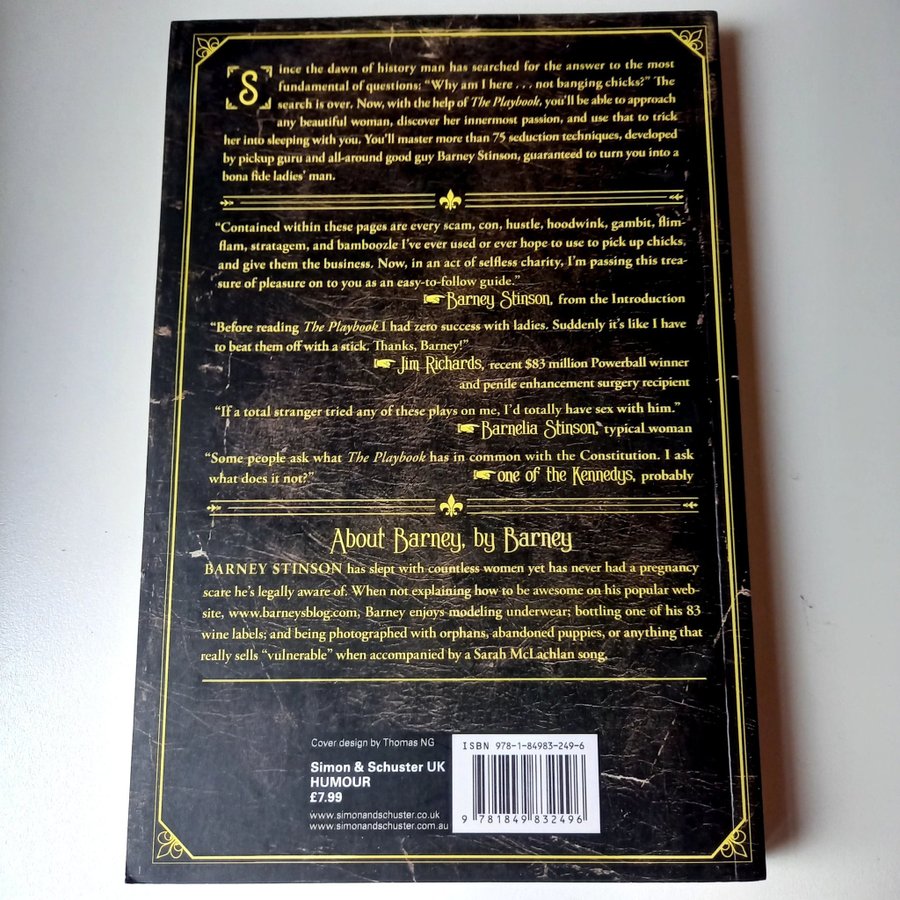 Since the dawn of history man has searched for the answer to the most
fundamental of questions: “Why am I here . . . not banging chicks?” The
search is over. Now, with the help of The Playbook, you’ll be able to approach
any beautiful woman, discover her innermost passion, and use that to trick
her into sleeping with you. You’ll master more than 75 seduction techniques, developed
by pickup guru and all-around good guy Barney Stinson, guaranteed to turn you into a
bona fide ladies’ man.
“Contained within these pages are every scam, con, hustle, hoodwink, gambit, flim-
flam, stratagem, and bamboozle I’ve ever used or ever hope to use to pick up chicks
and give them the business. Now, in an act of selfless charity, I’m passing this trea-
sure of pleasure on to you as an easy-to-follow guide.”
Barney Stinson, from the Introduction
“Before reading The Playbook I had zero success with ladies. Suddenly it’s like I have
to beat them off with a stick. Thanks, Barney!”
Jim Richards, recent $83 million Powerball winner
and penile enhancement surgery recipient
“If a total stranger tried any of these plays on me, I’d totally have sex with him.”
Barnelia Stinson, typical woman
“Some people ask what The Playbook has in common with the Constitution. I ask
what does it not?”
one of the Kennedys, probably
About Barney, by Barney
BARNEY STINSON has slept with countless women yet has never had a pregnancy
scare he’s legally aware of. When not explaining how to be awesome on his popular web-
site, www.barneysblog.com, Barney enjoys modeling underwear; bottling one of his 83
wine labels; and being photographed with orphans, abandoned puppies, or anything that
really sells “vulnerable” when accompanied by a Sarah McLachlan song.
Cover design by Thomas NG
Simon & Schuster UK
HUMOUR
£7.99
www.simonandschuster.co.uk
www.simonandschuster.com.au
ISBN 978-1-84983-249-6
9 781849 832496